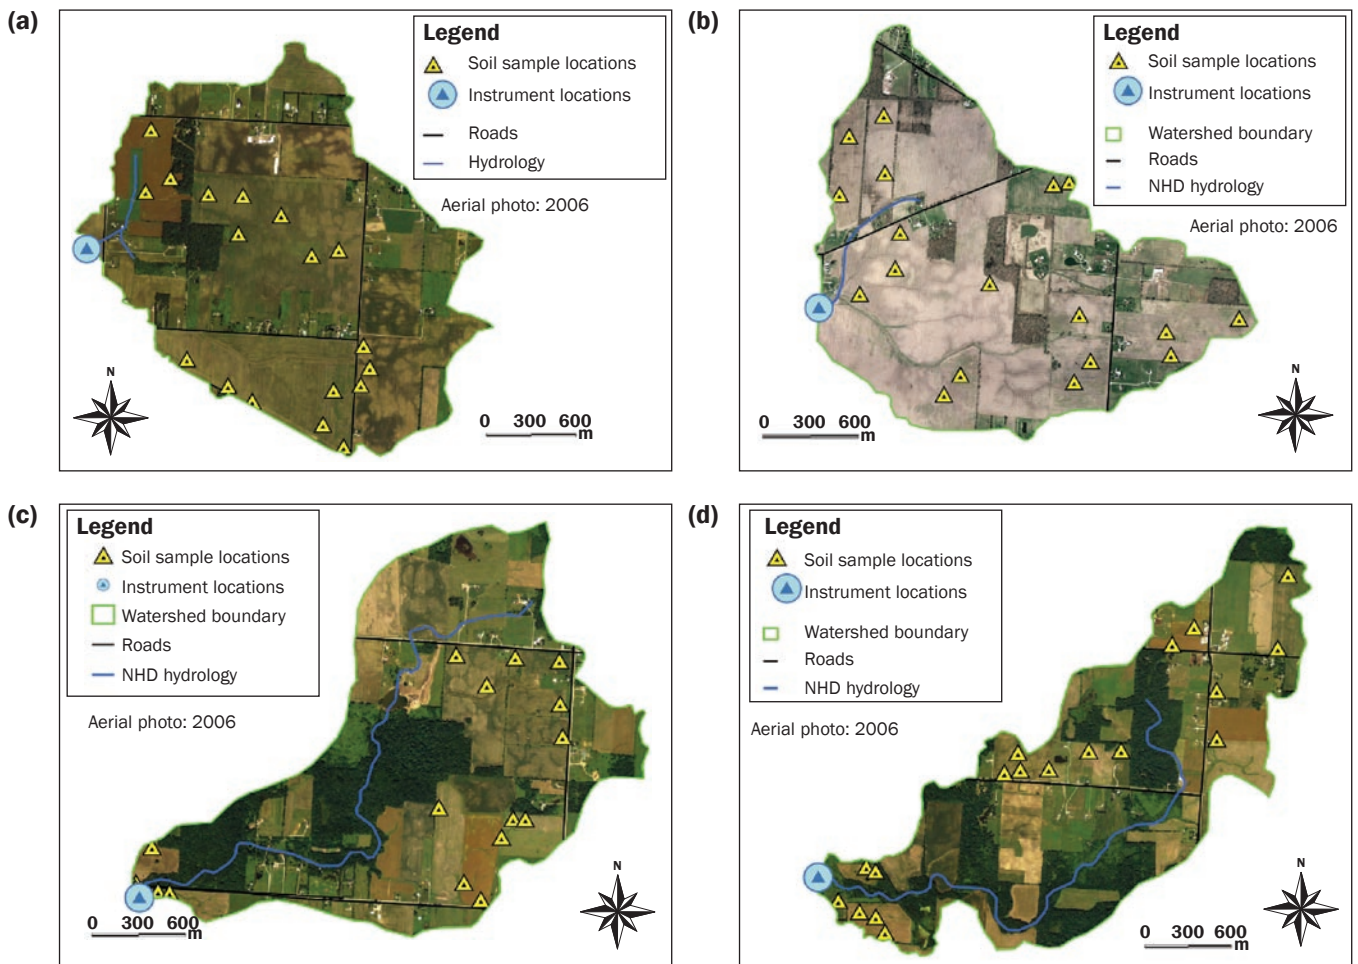 (a)
Legend
Soil sample locations
Instrument locations
Roads
Hydrology
Aerial photo: 2006
N
0 300 600
m
(b)
Legend
Soil sample locations
Instrument locations
Watershed boundary
Roads
NHD hydrology
Aerial photo: 2006
N
0 300 600
m
(c)
Legend
Soil sample locations
Instrument locations
Watershed boundary
Roads
NHD hydrology
Aerial photo: 2006
N
0 300 600
m
(d)
Legend
Soil sample locations
Instrument locations
Watershed boundary
Roads
NHD hydrology
Aerial photo: 2006
N
0 300 600
m